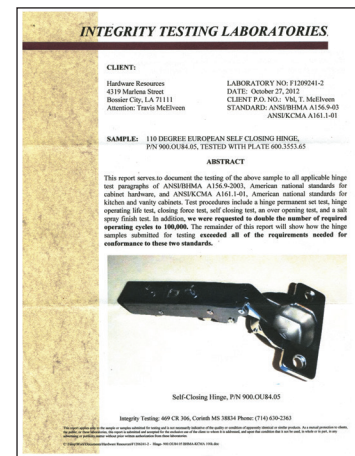 INTEGRITY TESTING LABORATORIES
CLIENT:
Hardware Resources
4319 Marlena Street
Bossier City, LA 71111
Attention: Travis McElveen
LABORATORY NO: F1209241-2
DATE: October 27, 2012
CLIENT P.O. NO.: Vbl, T. McElveen
STANDARD: ANSI/BHMA A156.9-03
ANSI/KCMA A161.1-01
SAMPLE: 110 DEGREE EUROPEAN SELF CLOSING HINGE,
P/N 900.OU84.05, TESTED WITH PLATE 600.3553.65
ABSTRACT
This report serves to document the testing of the above sample to all applicable hinge
test paragraphs of ANSI/BHMA A156.9-2003, American national standards for
cabinet hardware, and ANSI/KCMA A161.1-01, American national standards for
kitchen and vanity cabinets. Test procedures include a hinge permanent set test, hinge
operating life test, closing force test, self closing test, an over opening test, and a salt
spray finish test. In addition, we were requested to double the number of required
operating cycles to 100,000. The remainder of this report will show how the hinge
samples submitted for testing exceeded all of the requirements needed for
conformance to these two standards.
Self-Closing Hinge, P/N 900.OU84.05
Integrity Testing: 469 CR 306, Corinth MS 38834 Phone: (714) 630-2363